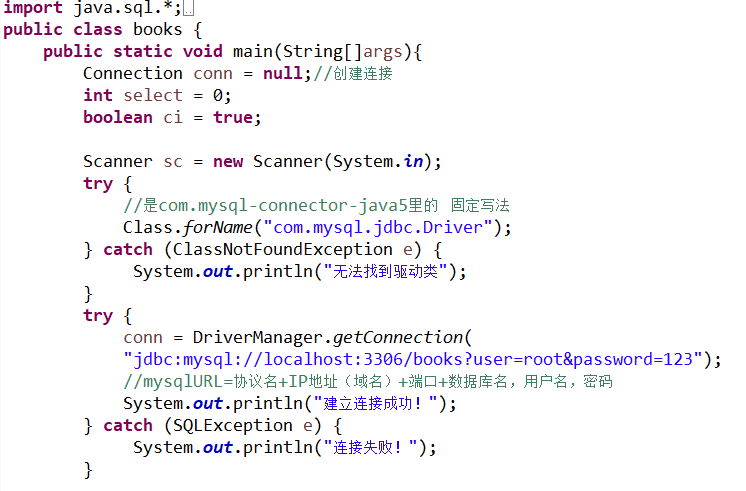 import java.sql.*;
public class books {
    public static void main(String[]args){
        Connection conn = null;//创建连接
        int select = 0;
        boolean ci = true;

        Scanner sc = new Scanner(System.in);
        try {
            //是com.mysql-connector-java5里的 固定写法
            Class.forName("com.mysql.jdbc.Driver");
        } catch (ClassNotFoundException e) {
             System.out.println("无法找到驱动类");
        }
        try {
            conn = DriverManager.getConnection(
            "jdbc:mysql://localhost:3306/books?user=root&password=123");
            //mysqlURL=协议名+IP地址（域名）+端口+数据库名，用户名，密码
            System.out.println("建立连接成功！");
        } catch (SQLException e) {
             System.out.println("连接失败！");
        }